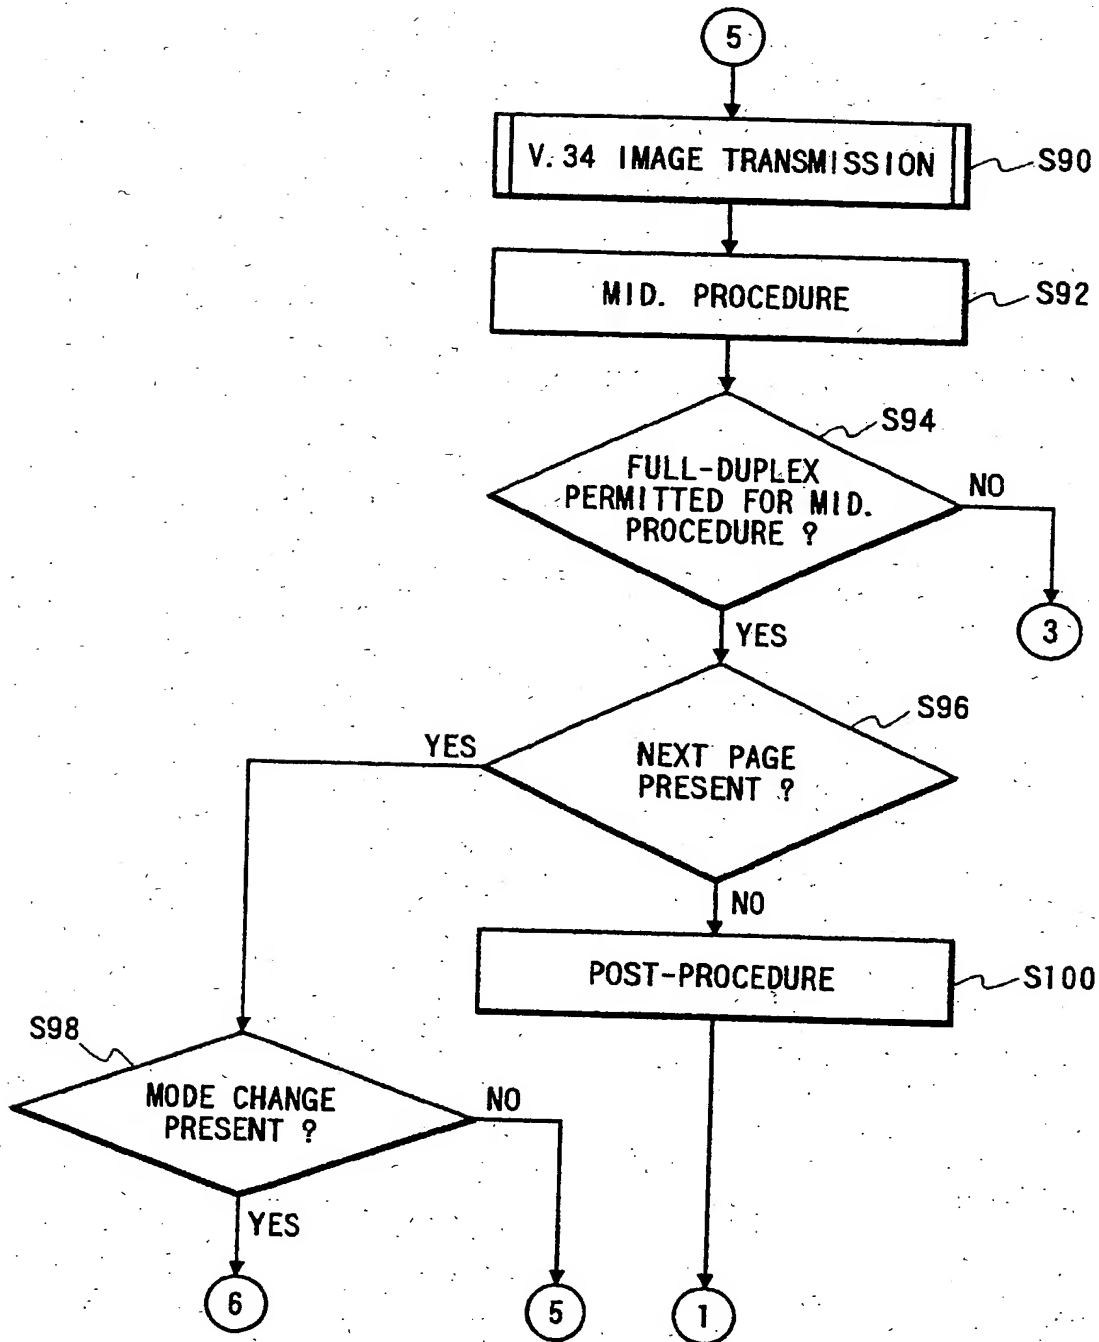 5
V.34 IMAGE TRANSMISSION
S90
MID. PROCEDURE
S92
S94
FULL-DUPLEX
PERMITTED FOR MID.
PROCEDURE ?
NO
3
YES
S96
YES
NEXT PAGE
PRESENT ?
NO
POST-PROCEDURE
S100
S98
MODE CHANGE
PRESENT ?
NO
YES
6
5
1